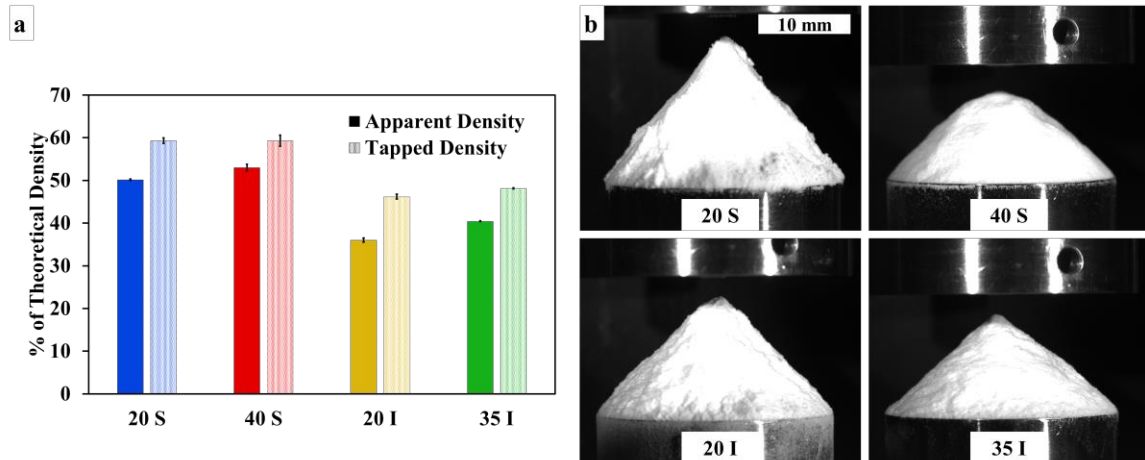 a
% of Theoretical Density
70
60
50
40
30
20
10
0
Apparent Density
Tapped Density
20 S
40 S
20 I
35 I
b
10 mm
20 S
40 S
20 I
35 I